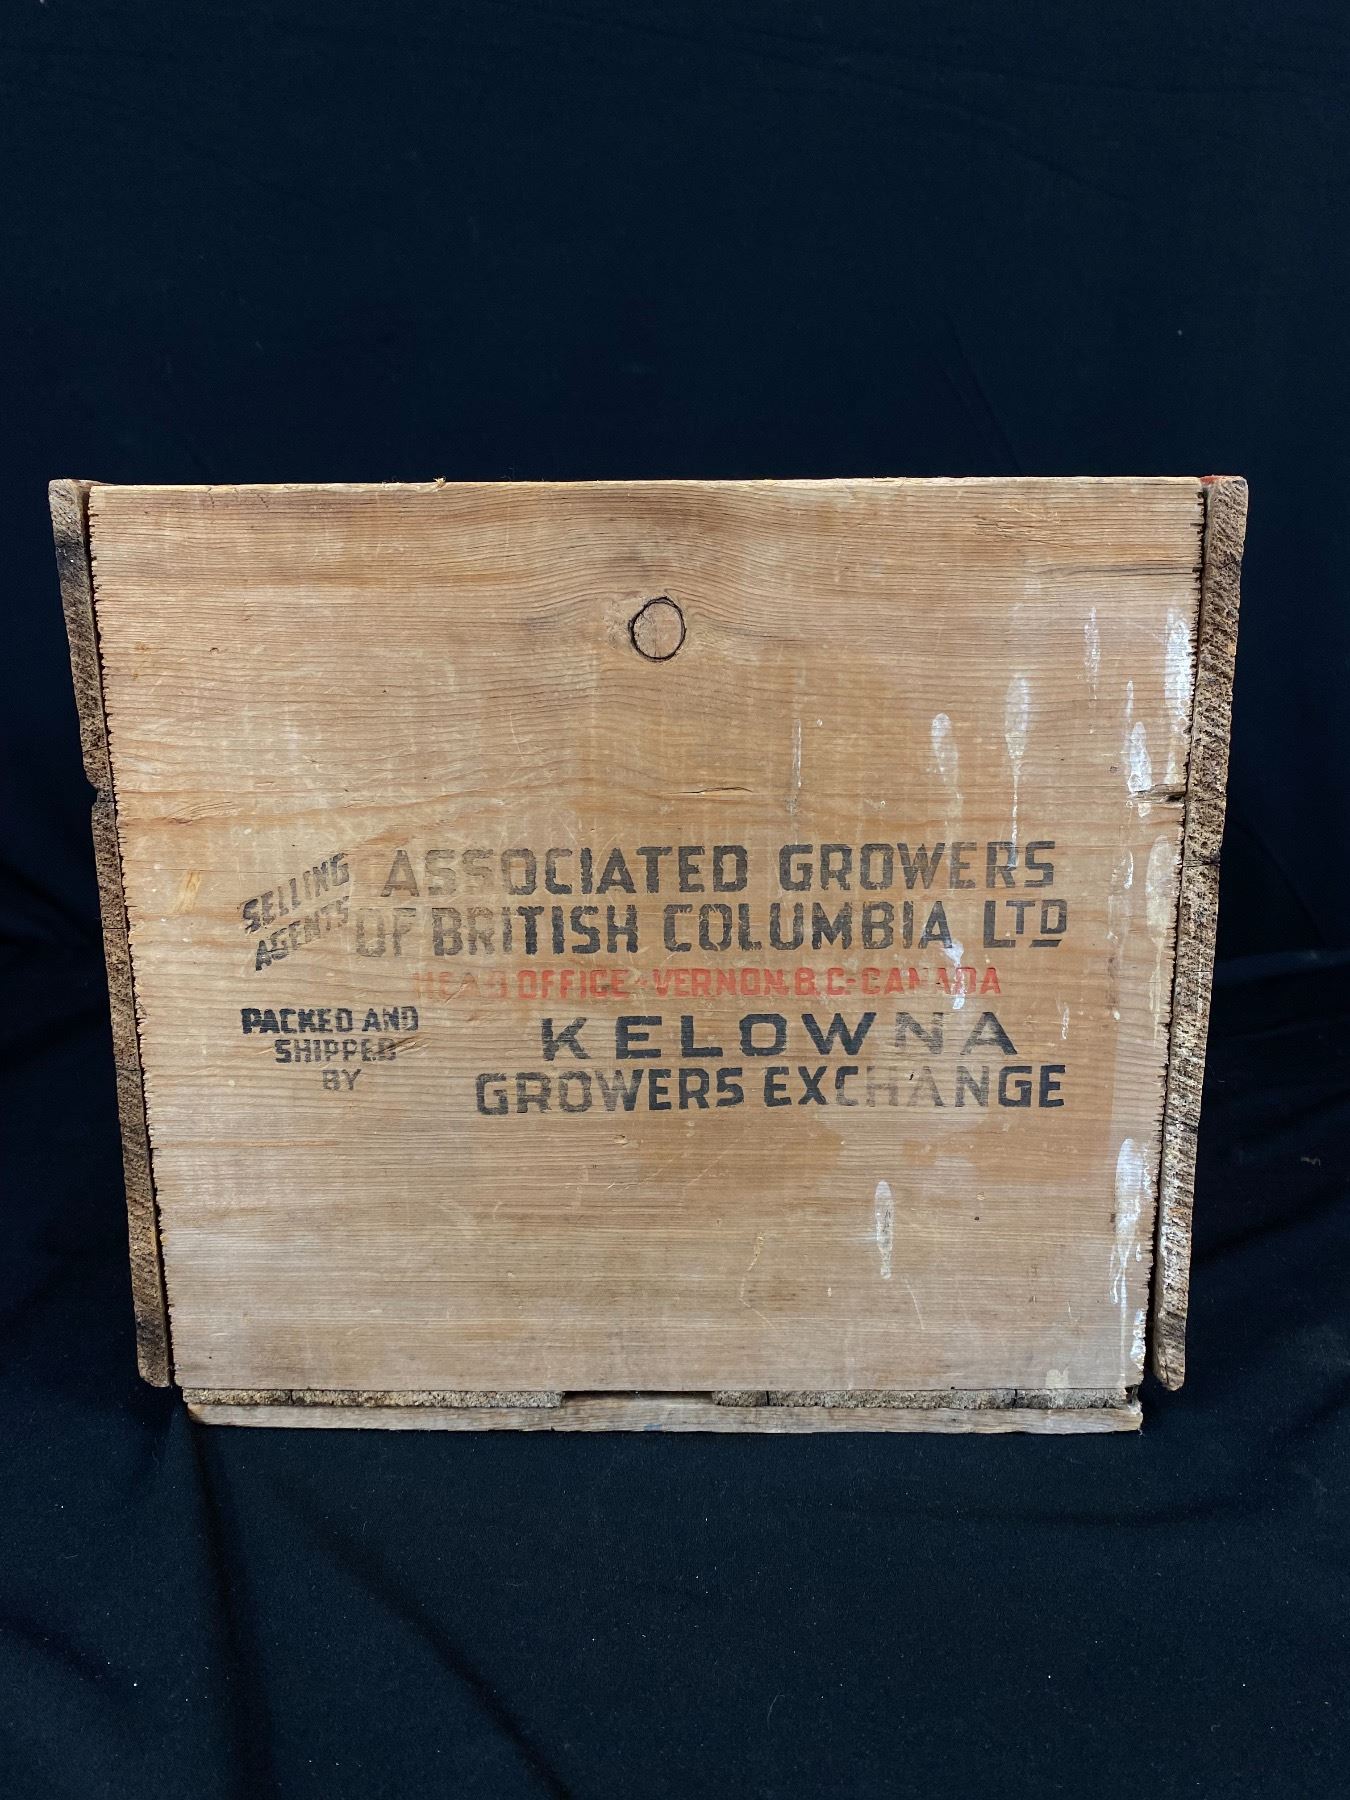 SELLING
AGENTS
ASSOCIATED GROWERS
OF BRITISH COLUMBIA LTD
HEAD OFFICE - VERNON, B.C. - CANADA
PACKED AND
SHIPPED
BY
KELOWNA
GROWERS EXCHANGE